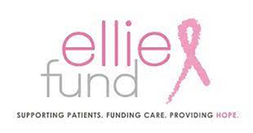 ellie
fund
SUPPORTING PATIENTS. FUNDING CARE. PROVIDING HOPE.